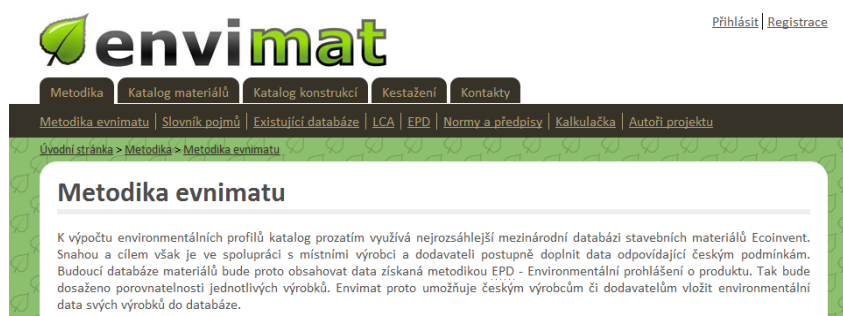 envimat
Přihlásit Registrace
Metodika Katalog materiálů Katalog konstrukcí Kestažení Kontakty
Metodika evnimatu Slovník pojmů Existující databáze LCA EPD Normy a předpisy Kalkulačka Autoři projektu
Úvodní stránka > Metodika > Metodika evnimatu
Metodika evnimatu
K výpočtu environmentálních profilů katalog prozatím využívá nejrozsáhlejší mezinárodní databázi stavebních materiálů Ecoinvent.
Snahou a cílem však je ve spolupráci s místními výrobci a dodavateli postupně doplnit data odpovídající českým podmínkám.
Budoucí databáze materiálů bude proto obsahovat data získaná metodikou EPD - Environmentální prohlášení o produktu. Tak bude
dosaženo porovnatelnosti jednotlivých výrobků. Envimat proto umožňuje českým výrobcům či dodavatelům vložit environmentální
data svých výrobků do databáze.